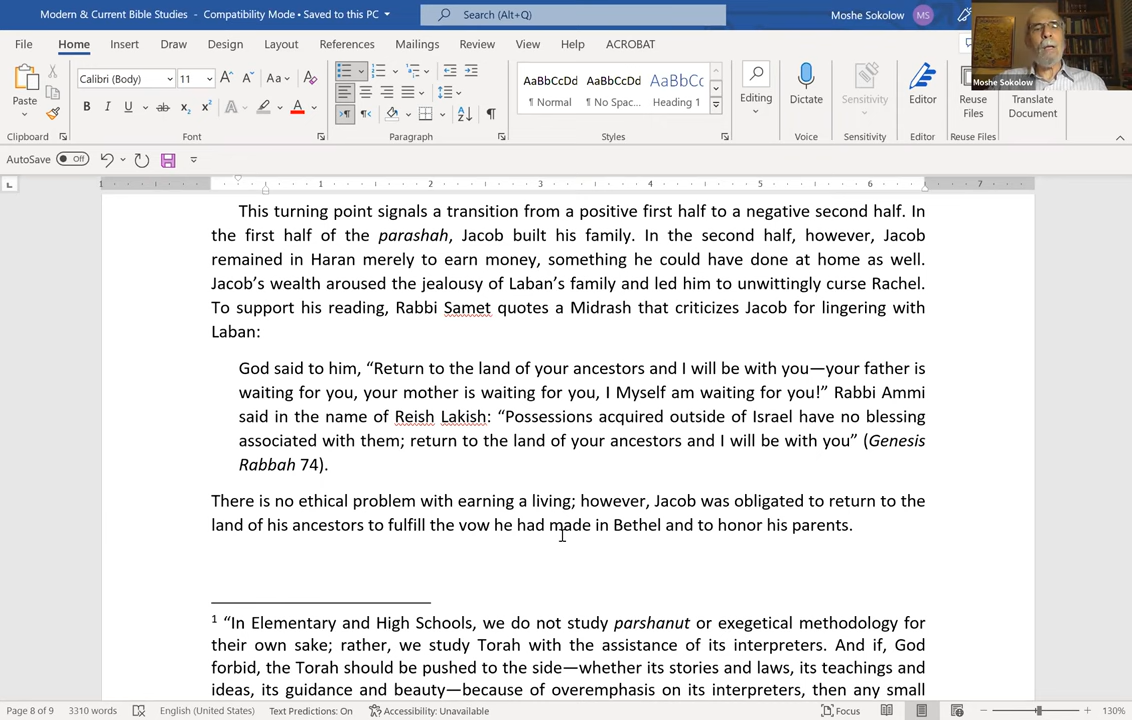 Modern & Current Bible Studies - Compatibility Mode • Saved to this PC
Search (Alt+Q)
Moshe Sokolow MS
File Home Insert Draw Design Layout References Mailings Review View Help ACROBAT
Moshe Sokolow
Paste
Calibri (Body) 11
AaBbCcDd AaBbCcDd AaBbCc
¶ Normal ¶ No Spac... Heading 1
Editing
Dictate
Sensitivity
Editor
Reuse Files
Translate Document
Clipboard Font Paragraph Styles Voice Sensitivity Editor Reuse Files
AutoSave Off
1 1 2 3 4 5 6 7
This turning point signals a transition from a positive first half to a negative second half. In
the first half of the parashah, Jacob built his family. In the second half, however, Jacob
remained in Haran merely to earn money, something he could have done at home as well.
Jacob’s wealth aroused the jealousy of Laban’s family and led him to unwittingly curse Rachel.
To support his reading, Rabbi Samet quotes a Midrash that criticizes Jacob for lingering with
Laban:
God said to him, “Return to the land of your ancestors and I will be with you—your father is
waiting for you, your mother is waiting for you, I Myself am waiting for you!” Rabbi Ammi
said in the name of Reish Lakish: “Possessions acquired outside of Israel have no blessing
associated with them; return to the land of your ancestors and I will be with you” (Genesis
Rabbah 74).
There is no ethical problem with earning a living; however, Jacob was obligated to return to the
land of his ancestors to fulfill the vow he had made in Bethel and to honor his parents.
1 “In Elementary and High Schools, we do not study parshanut or exegetical methodology for
their own sake; rather, we study Torah with the assistance of its interpreters. And if, God
forbid, the Torah should be pushed to the side—whether its stories and laws, its teachings and
ideas, its guidance and beauty—because of overemphasis on its interpreters, then any small
Page 8 of 9 3310 words English (United States) Text Predictions: On Accessibility: Unavailable Focus 130%